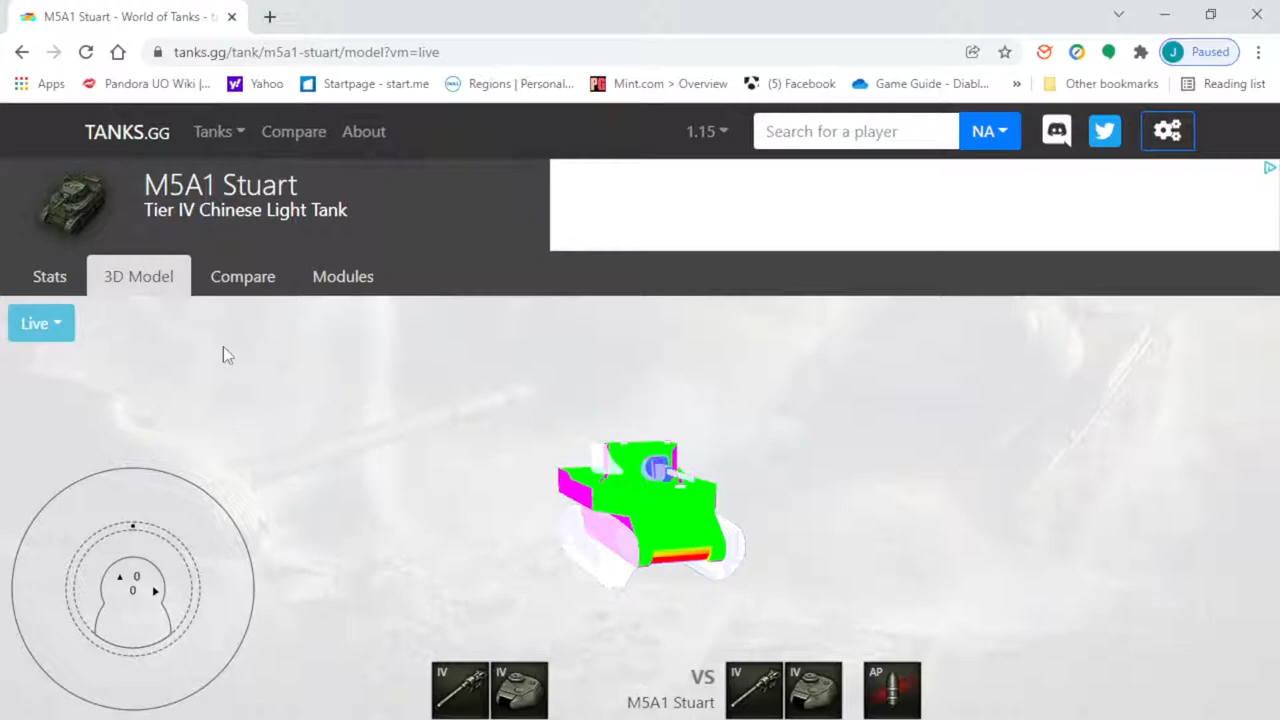 M5A1 Stuart - World of Tanks - t
tanks.gg/tank/m5a1-stuart/model?vm=live
J Paused
Apps Pandora UO Wiki |... Yahoo Startpage - start.me Regions | Personal... Mint.com > Overview (5) Facebook Game Guide - Diabl... » Other bookmarks Reading list
TANKS.GG Tanks Compare About 1.15 Search for a player NA
M5A1 Stuart
Tier IV Chinese Light Tank
Stats 3D Model Compare Modules
Live
0
0
IV IV VS IV IV AP
M5A1 Stuart